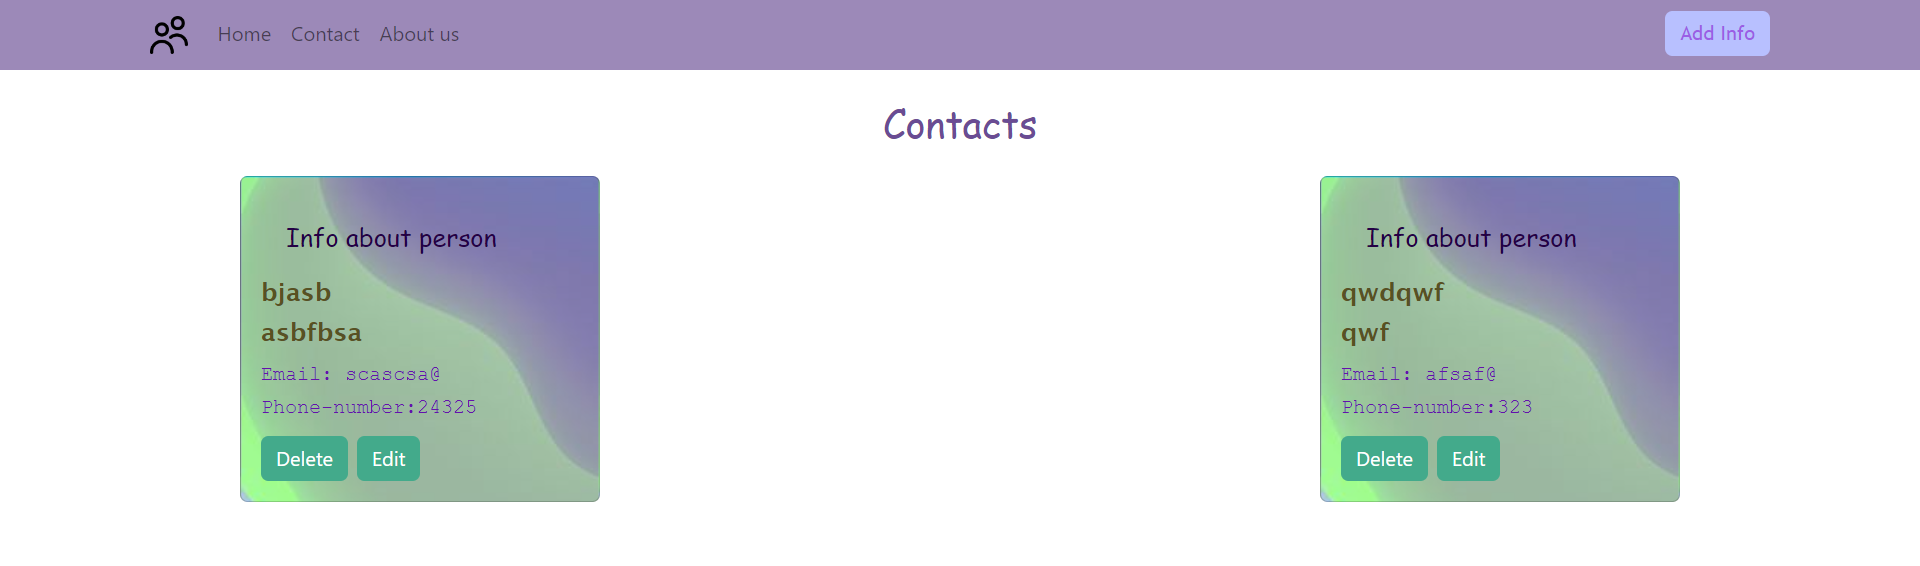 Home Contact About us Add Info
Contacts
Info about person
bjasb
asbfbsa
Email: scascsa@
Phone-number:24325
Delete Edit
Info about person
qwdqwf
qwf
Email: afsaf@
Phone-number:323
Delete Edit